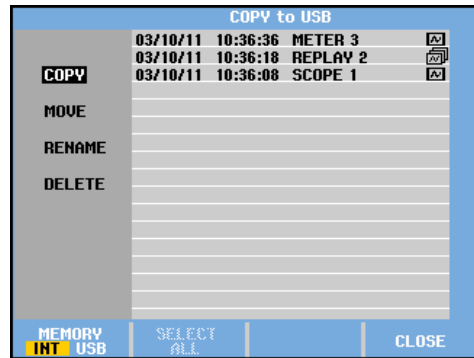 COPY to USB
03/10/11 10:36:36 METER 3
03/10/11 10:36:18 REPLAY 2
03/10/11 10:36:08 SCOPE 1
COPY
MOVE
RENAME
DELETE
MEMORY
INT USB
SELECT
ALL
CLOSE